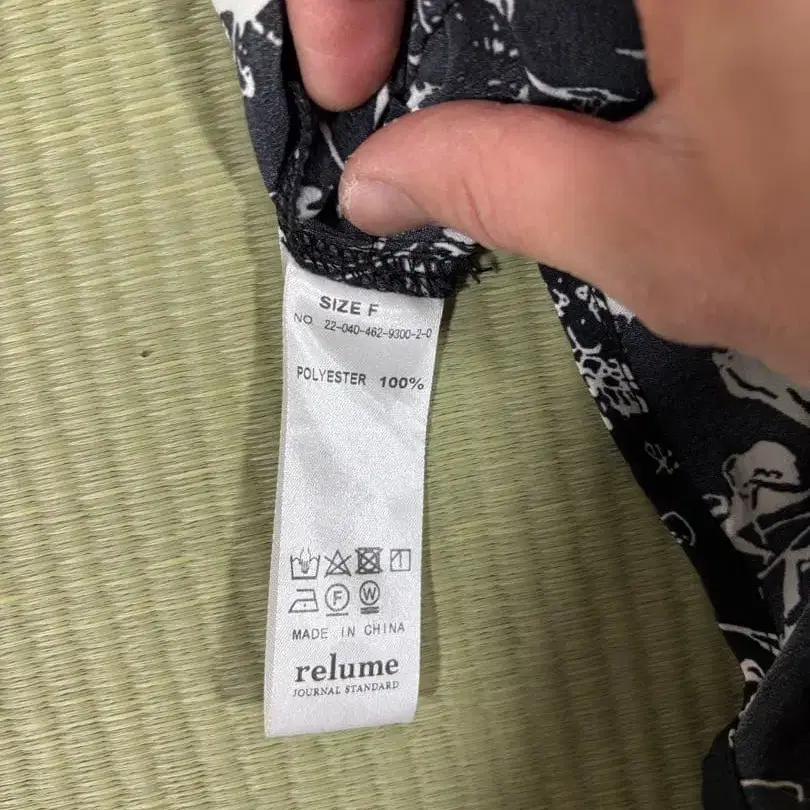 SIZE F
NO 22-040-462-9300-2-0
POLYESTER 100%
F W
MADE IN CHINA
relume
JOURNAL STANDARD